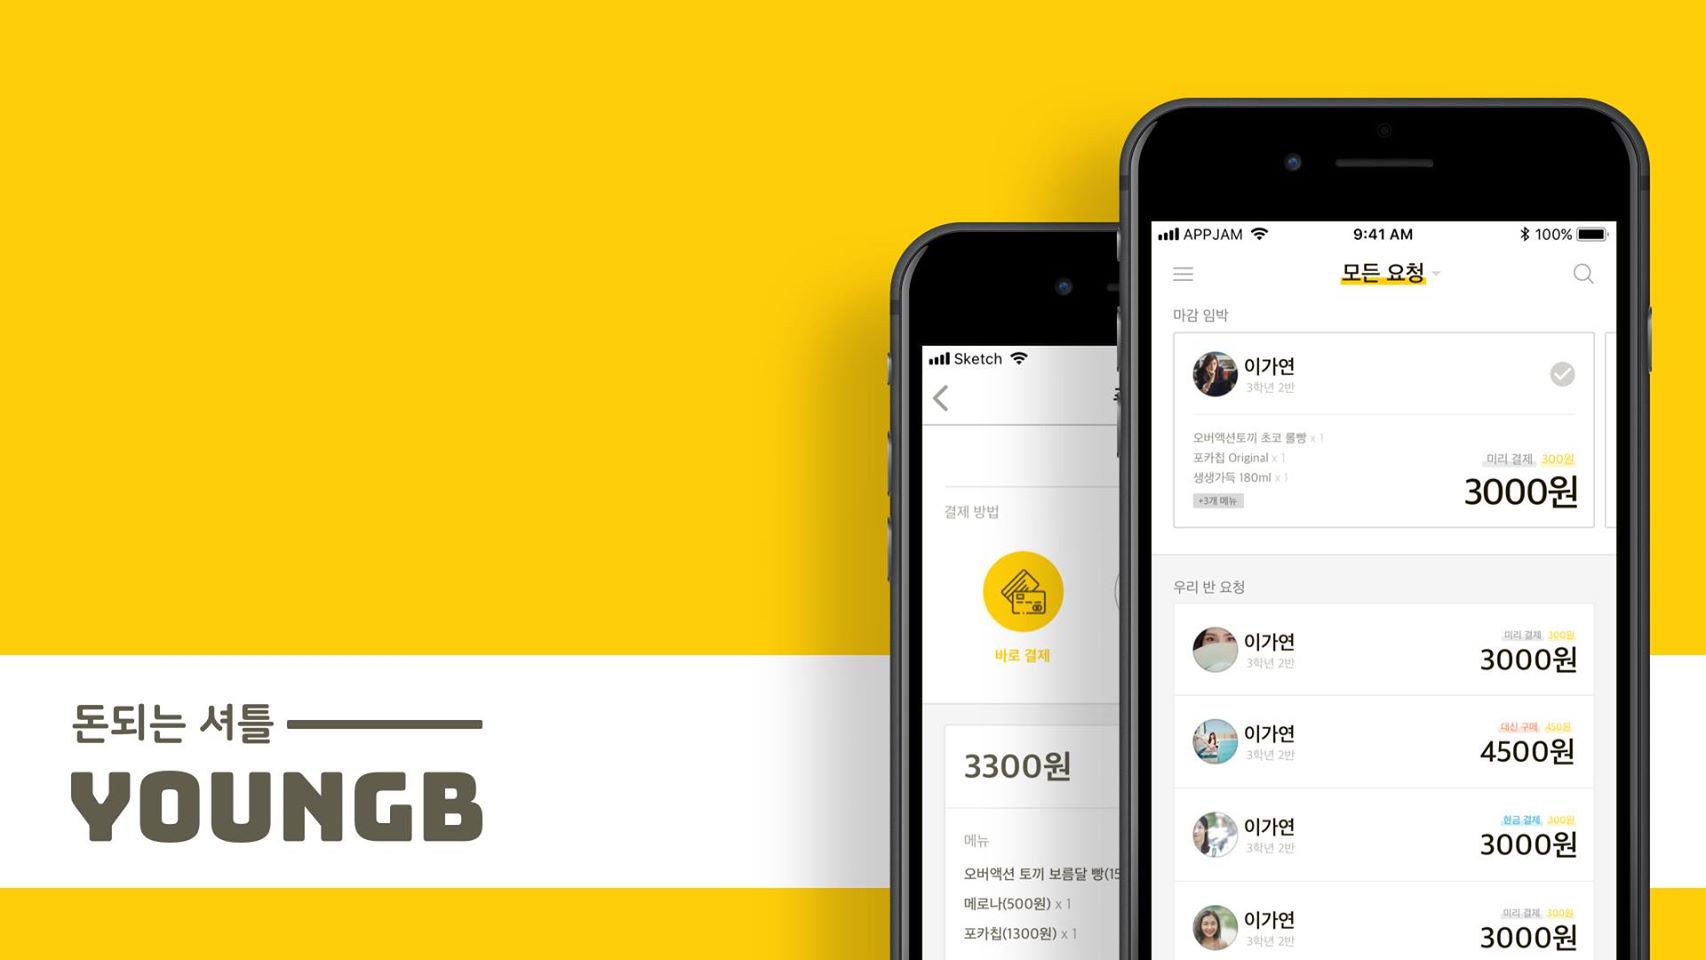 돈되는 셔틀
YOUNGB
Sketch
결제 방법
바로 결제
3300원
메뉴
오버액션 토끼 보름달 빵(15
메로나(500원) x 1
포카칩(1300원) x 1
APPJAM
9:41 AM
100%
모든 요청
마감 임박
이가연
3학년 2반
오버액션토끼 초코 롤빵 x 1
포카칩 Original x 1
생생가득 180ml x 1
+3개 메뉴
미리 결제 300원
3000원
우리 반 요청
이가연
3학년 2반
미리 결제 300원
3000원
이가연
3학년 2반
대신 구매 450원
4500원
이가연
3학년 2반
현금 결제 300원
3000원
이가연
3학년 2반
미리 결제 300원
3000원